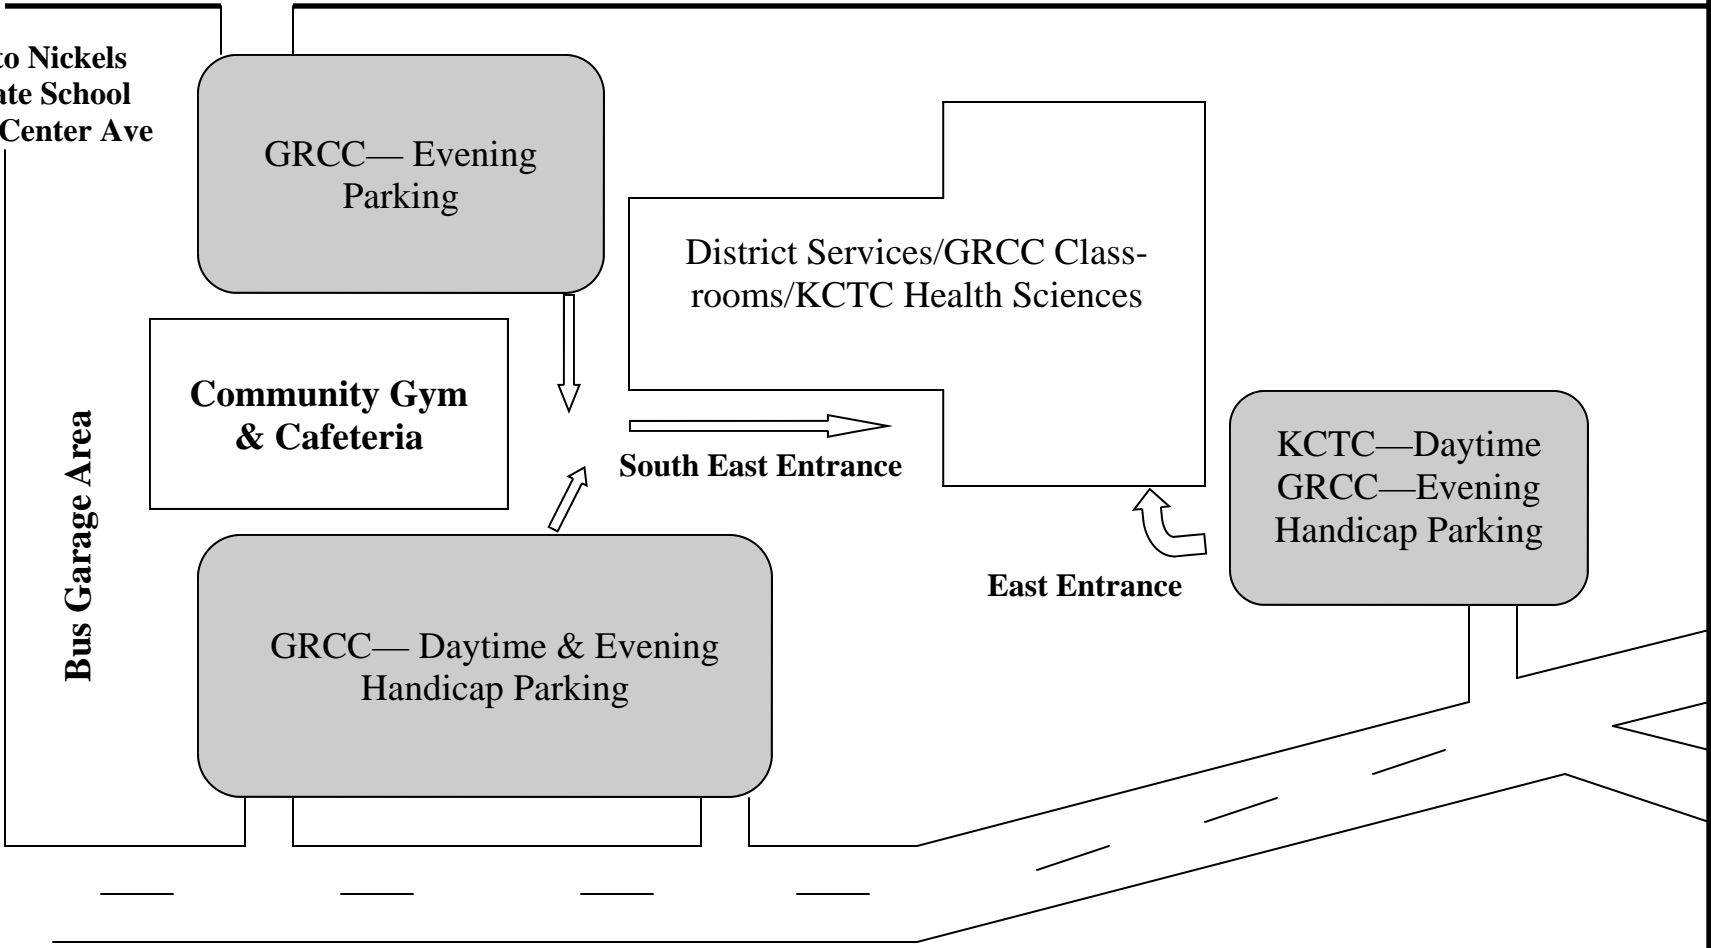 to Nickels
ate School
Center Ave
GRCC— Evening
Parking
District Services/GRCC Class-
rooms/KCTC Health Sciences
Community Gym
& Cafeteria
South East Entrance
KCTC—Daytime
GRCC—Evening
Handicap Parking
East Entrance
Bus Garage Area
GRCC— Daytime & Evening
Handicap Parking